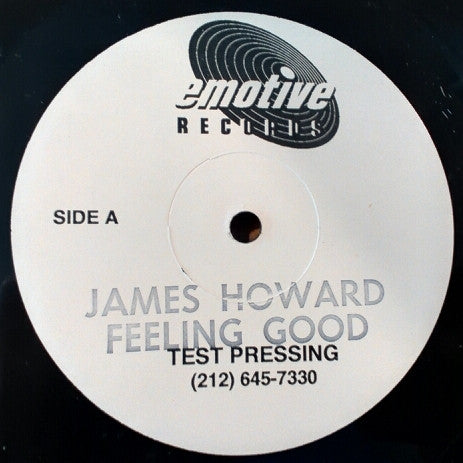 emotive
RECORDS
SIDE A
JAMES HOWARD
FEELING GOOD
TEST PRESSING
(212) 645-7330